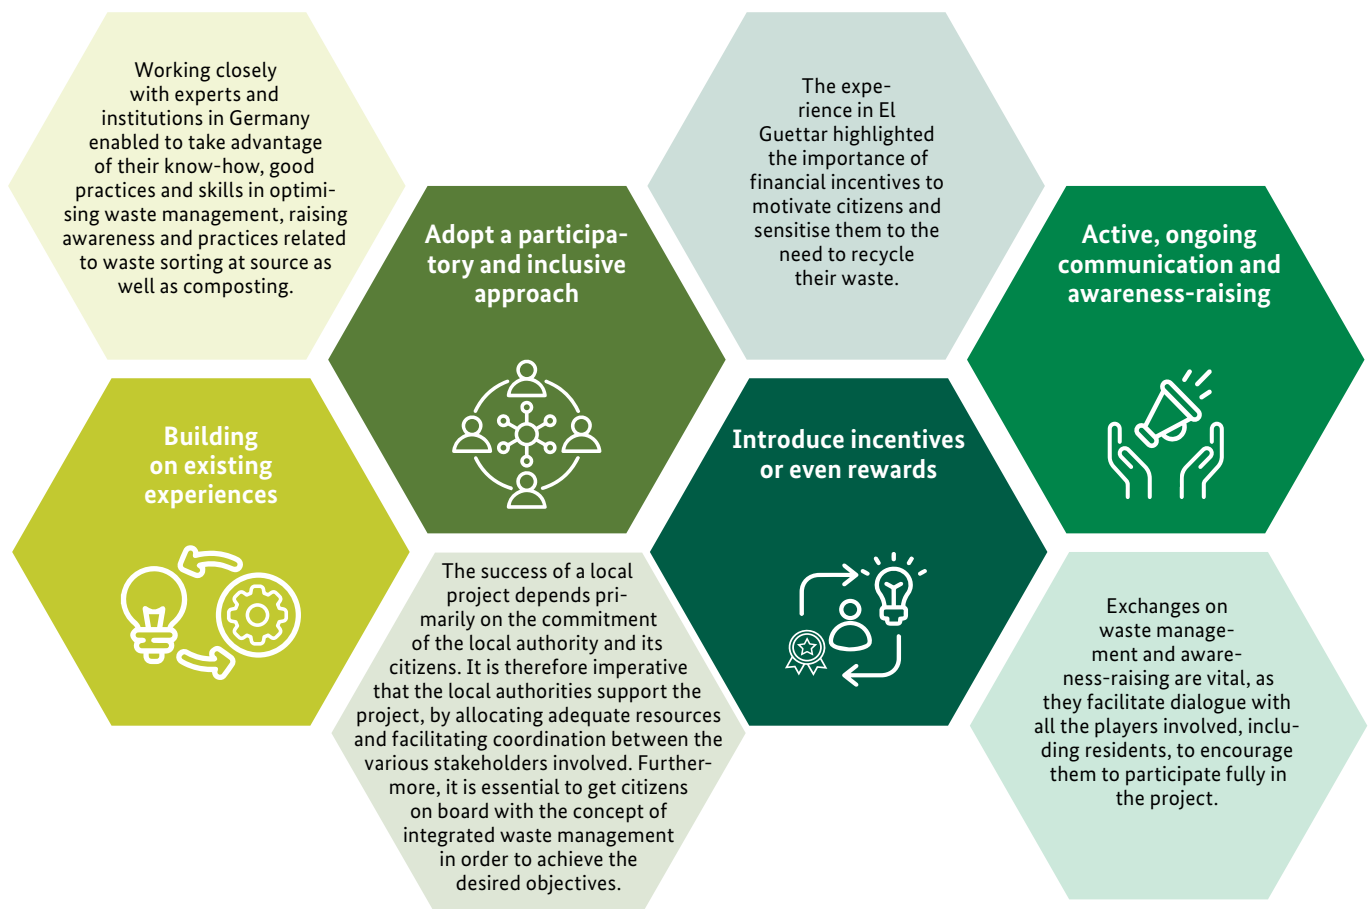 Working closely
with experts and
institutions in Germany
enabled to take advantage
of their know-how, good
practices and skills in optimi-
sing waste management, raising
awareness and practices related
to waste sorting at source as
well as composting.
Building
on existing
experiences
Adopt a participa-
tory and inclusive
approach
The success of a local
project depends pri-
marily on the commitment
of the local authority and its
citizens. It is therefore imperative
that the local authorities support the
project, by allocating adequate resources
and facilitating coordination between the
various stakeholders involved. Further-
more, it is essential to get citizens
on board with the concept of
integrated waste management
in order to achieve the
desired objectives.
The expe-
rience in El
Guettar highlighted
the importance of
financial incentives to
motivate citizens and
sensitise them to the
need to recycle
their waste.
Introduce incentives
or even rewards
Active, ongoing
communication and
awareness-raising
Exchanges on
waste manage-
ment and aware-
ness-raising are vital, as
they facilitate dialogue with
all the players involved, inclu-
ding residents, to encourage
them to participate fully in
the project.